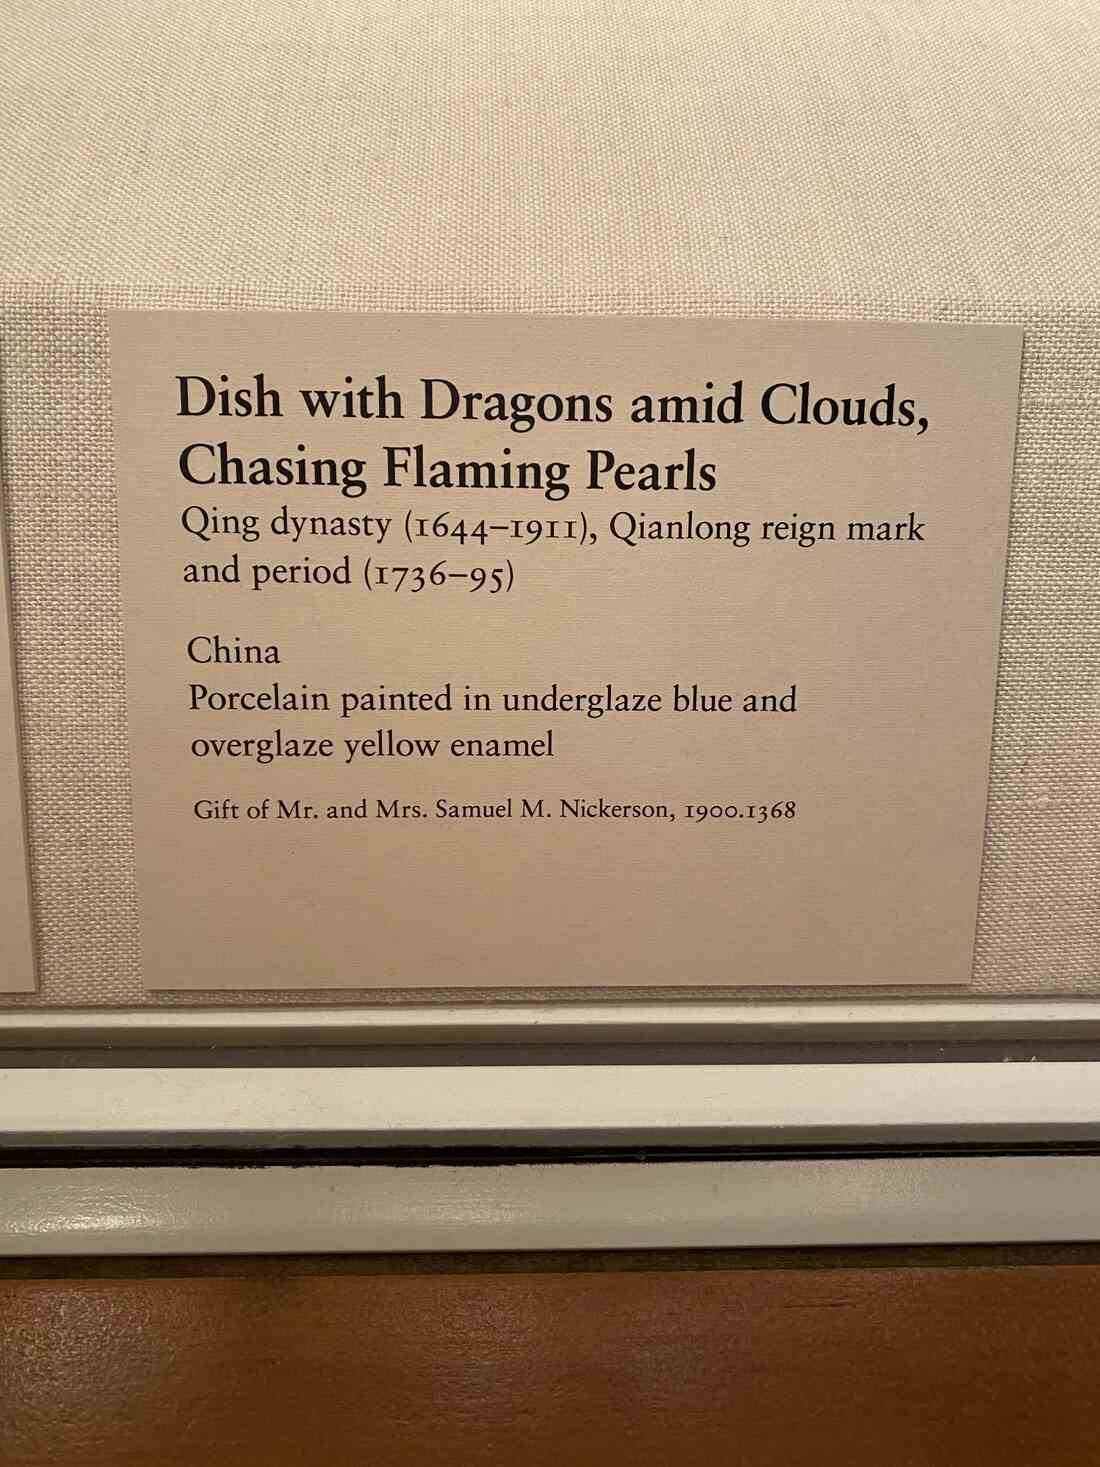 Dish with Dragons amid Clouds,
Chasing Flaming Pearls
Qing dynasty (1644–1911), Qianlong reign mark
and period (1736–95)
China
Porcelain painted in underglaze blue and
overglaze yellow enamel
Gift of Mr. and Mrs. Samuel M. Nickerson, 1900.1368